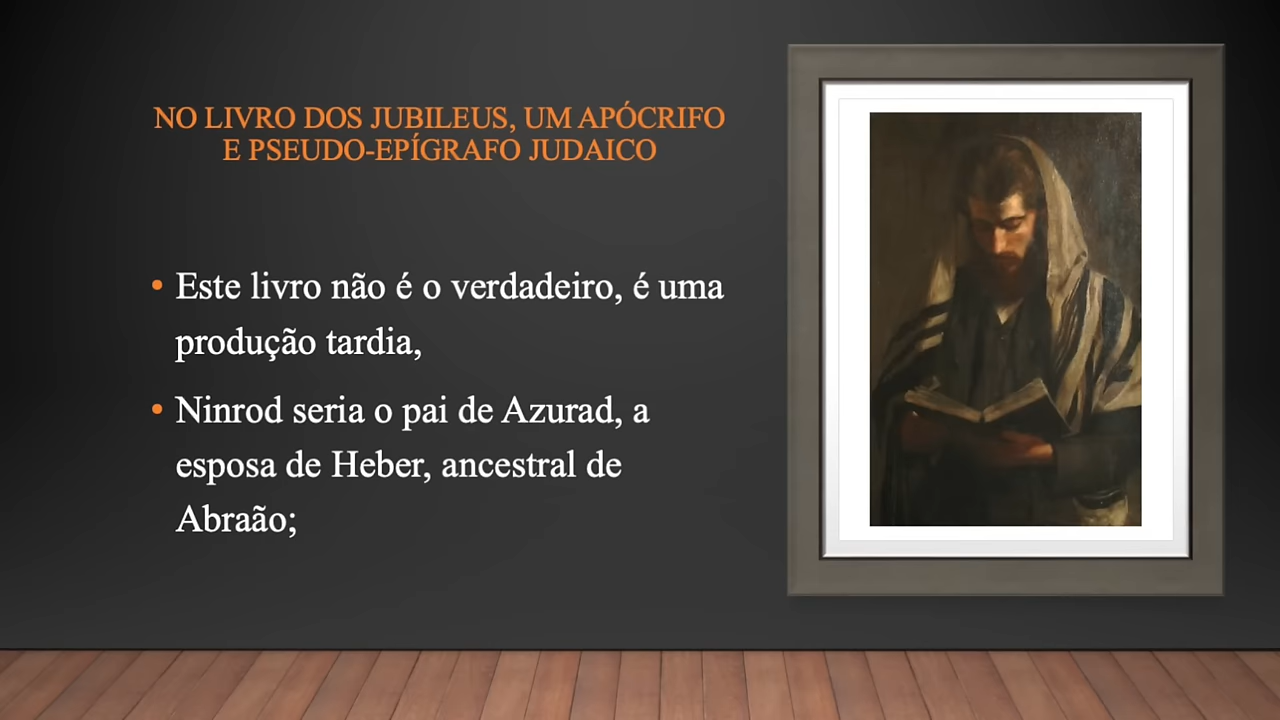 NO LIVRO DOS JUBILEUS, UM APÓCRIFO
E PSEUDO-EPÍGRAFO JUDAICO
• Este livro não é o verdadeiro, é uma
produção tardia,
• Ninrod seria o pai de Azurad, a
esposa de Heber, ancestral de
Abraão;